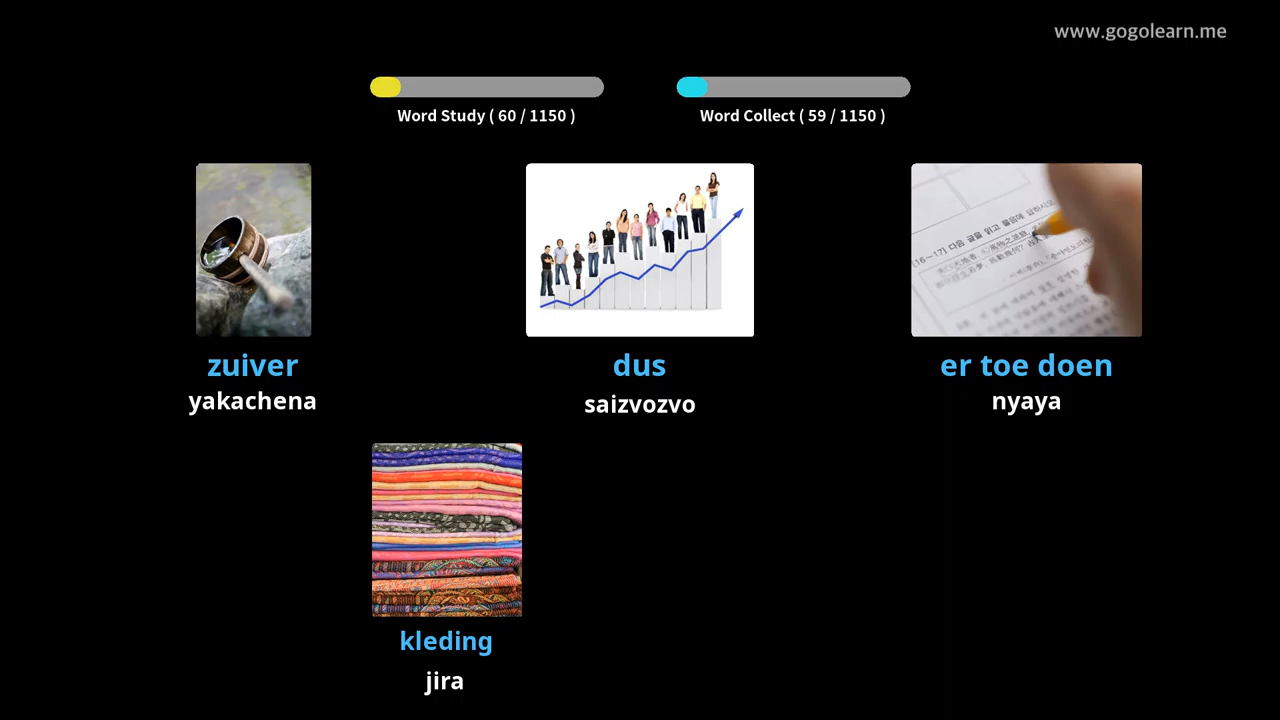 www.gogolearn.me
Word Study ( 60 / 1150 )
Word Collect ( 59 / 1150 )
zuiver
yakachena
dus
saizvozvo
er toe doen
nyaya
kleding
jira